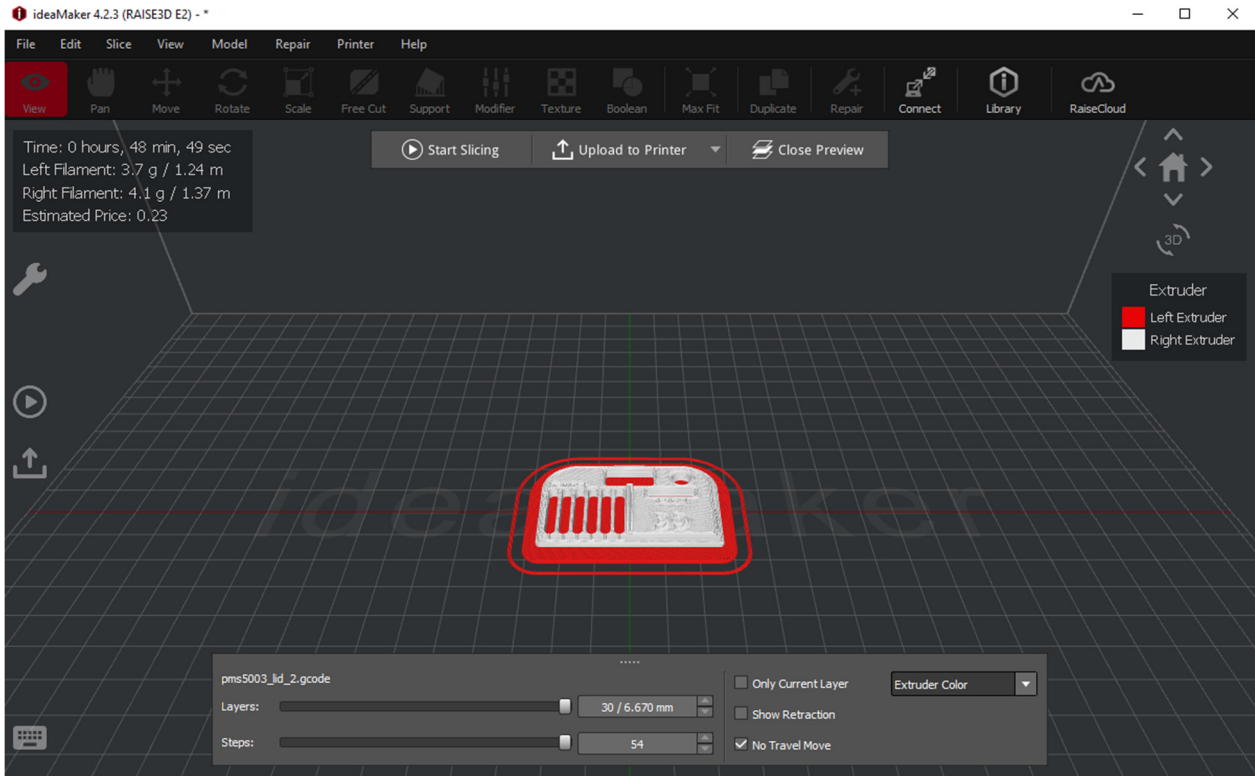 ideaMaker 4.2.3 (RAISE3D E2) - *
File Edit Slice View Model Repair Printer Help
View Pan Move Rotate Scale Free Cut Support Modifier Texture Boolean Max Fit Duplicate Repair Connect Library RaiseCloud
Start Slicing Upload to Printer Close Preview
Time: 0 hours, 48 min, 49 sec
Left Filament: 3.7 g / 1.24 m
Right Filament: 4.1 g / 1.37 m
Estimated Price: 0.23
3D
Extruder
Left Extruder
Right Extruder
ideaMaker
pms5003_lid_2.gcode
Layers: 30 / 6.670 mm
Steps: 54
Only Current Layer
Show Retraction
No Travel Move
Extruder Color